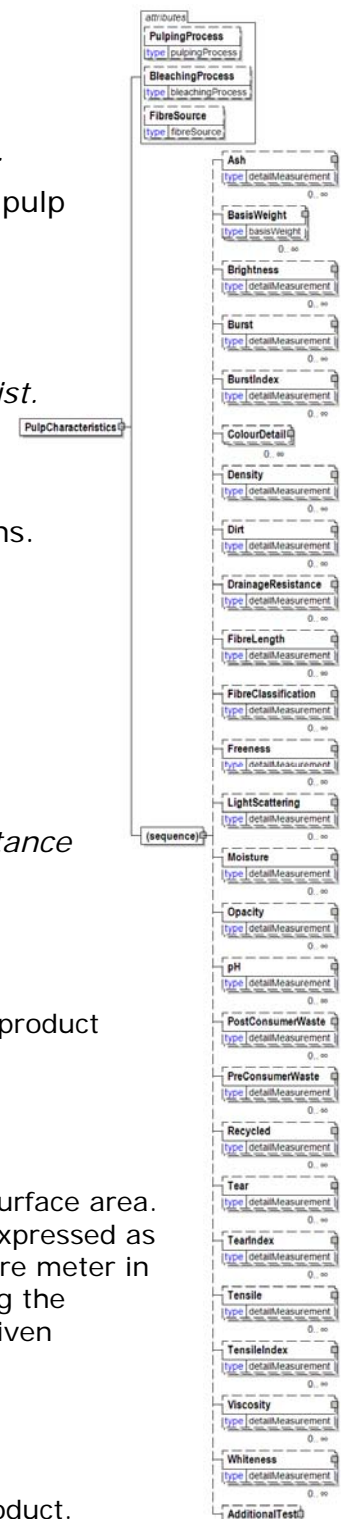 attributes
PulpingProcess
type pulpingProcess
BleachingProcess
type bleachingProcess
FibreSource
type fibreSource
pulp
ist.
ns.
tance
product
urface area.
expressed as
re meter in
g the
iven
oduct.
PulpCharacteristics
(sequence)
Ash
type detailMeasurement
0.. ∞
BasisWeight
type basisWeight
0.. ∞
Brightness
type detailMeasurement
0.. ∞
Burst
type detailMeasurement
0.. ∞
BurstIndex
type detailMeasurement
0.. ∞
ColourDetail
0.. ∞
Density
type detailMeasurement
0.. ∞
Dirt
type detailMeasurement
0.. ∞
DrainageResistance
type detailMeasurement
0.. ∞
FibreLength
type detailMeasurement
0.. ∞
FibreClassification
type detailMeasurement
0.. ∞
Freeness
type detailMeasurement
0.. ∞
LightScattering
type detailMeasurement
0.. ∞
Moisture
type detailMeasurement
0.. ∞
Opacity
type detailMeasurement
0.. ∞
pH
type detailMeasurement
0.. ∞
PostConsumerWaste
type detailMeasurement
0.. ∞
PreConsumerWaste
type detailMeasurement
0.. ∞
Recycled
type detailMeasurement
0.. ∞
Tear
type detailMeasurement
0.. ∞
TearIndex
type detailMeasurement
0.. ∞
Tensile
type detailMeasurement
0.. ∞
TensileIndex
type detailMeasurement
0.. ∞
Viscosity
type detailMeasurement
0.. ∞
Whiteness
type detailMeasurement
0.. ∞
AdditionalTest